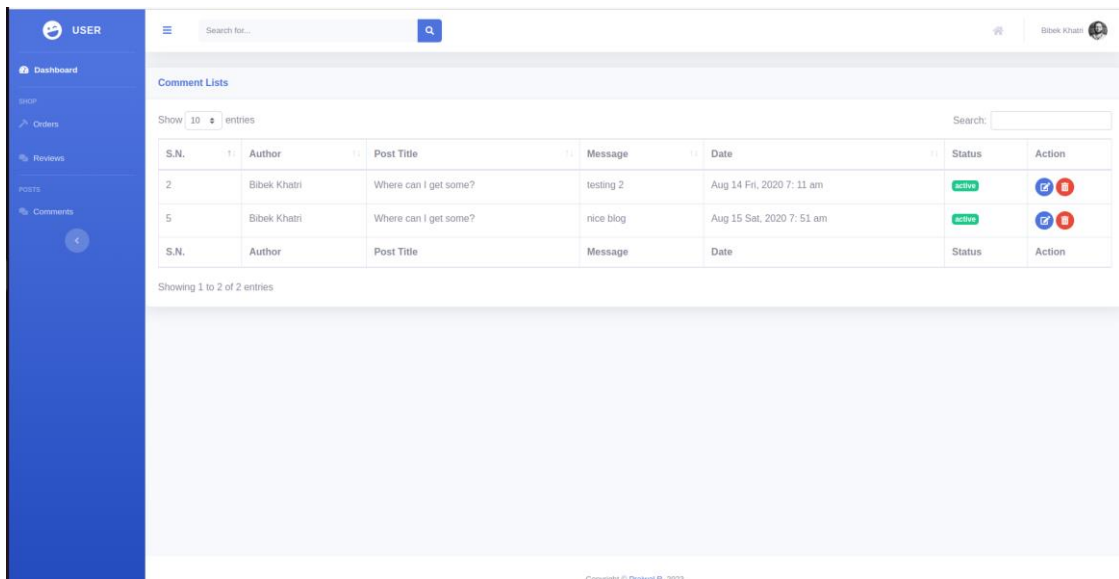 USER
Search for...
Bibek Khatri
Dashboard
Comment Lists
SHOP
Orders
Reviews
POSTS
Comments
Show 10 entries
Search:
S.N. Author Post Title Message Date Status Action
2 Bibek Khatri Where can I get some? testing 2 Aug 14 Fri, 2020 7: 11 am active
5 Bibek Khatri Where can I get some? nice blog Aug 15 Sat, 2020 7: 51 am active
S.N. Author Post Title Message Date Status Action
Showing 1 to 2 of 2 entries
Copyright ©